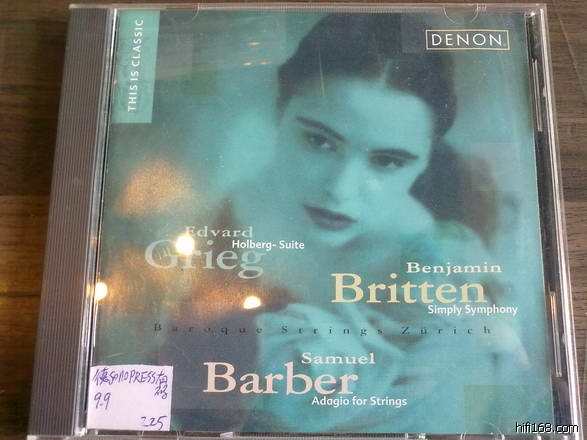 THIS IS CLASSIC
DENON
Edvard
Grieg
Holberg- Suite
Benjamin
Britten
Simply Symphony
Baroque Strings Zürich
Samuel
Barber
Adagio for Strings
SONOPRESS
9.9
225
hifi168.com